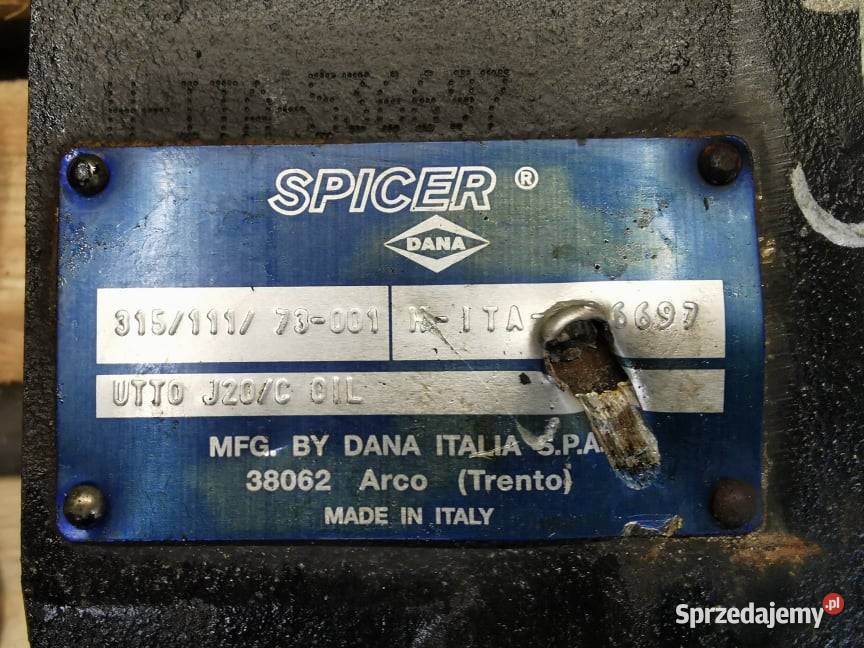 SPICER ®
DANA
315/111/ 73-001 M-ITA-
UTTO J20/C OIL
MFG. BY DANA ITALIA S.P.A.
38062 Arco (Trento)
MADE IN ITALY
Sprzedajemy.pl